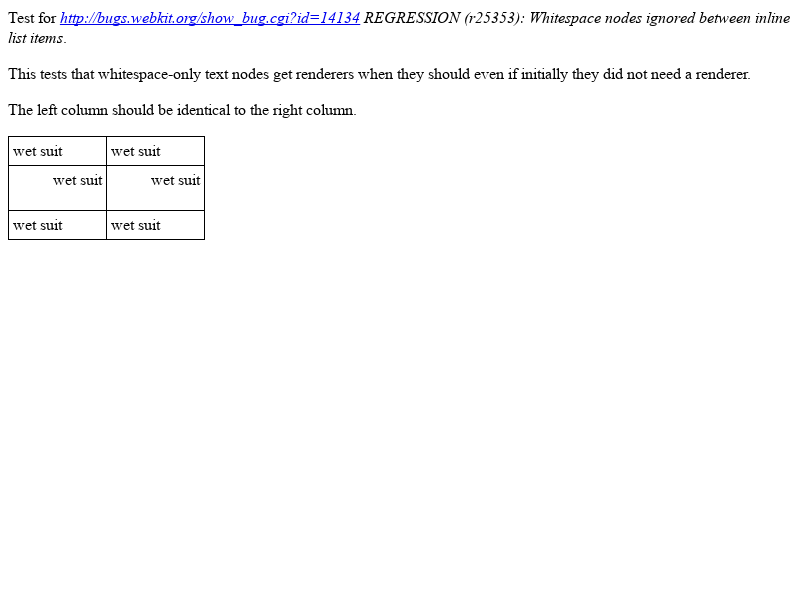 Test for http://bugs.webkit.org/show_bug.cgi?id=14134 REGRESSION (r25353): Whitespace nodes ignored between inline
list items.
This tests that whitespace-only text nodes get renderers when they should even if initially they did not need a renderer.
The left column should be identical to the right column.
wet suit wet suit
wet suit wet suit
wet suit wet suit